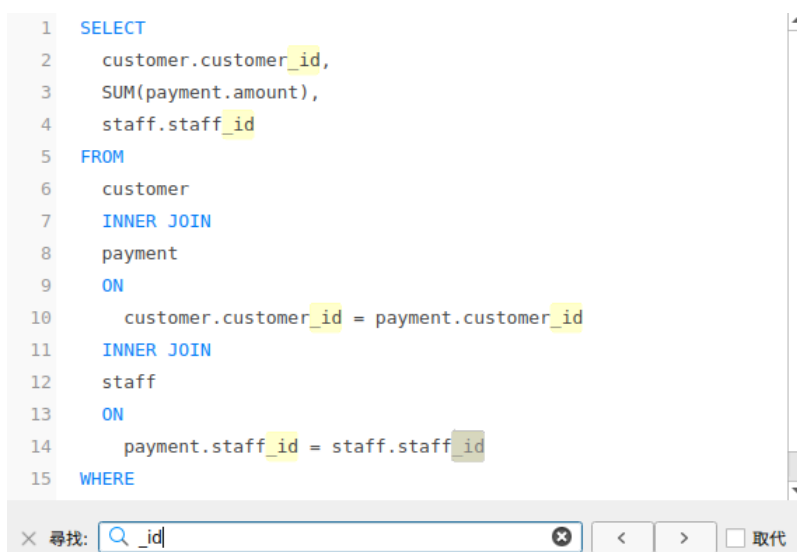 1 SELECT
2 customer.customer_id,
3 SUM(payment.amount),
4 staff.staff_id
5 FROM
6 customer
7 INNER JOIN
8 payment
9 ON
10 customer.customer_id = payment.customer_id
11 INNER JOIN
12 staff
13 ON
14 payment.staff_id = staff.staff_id
15 WHERE
尋找: _id < > 取代